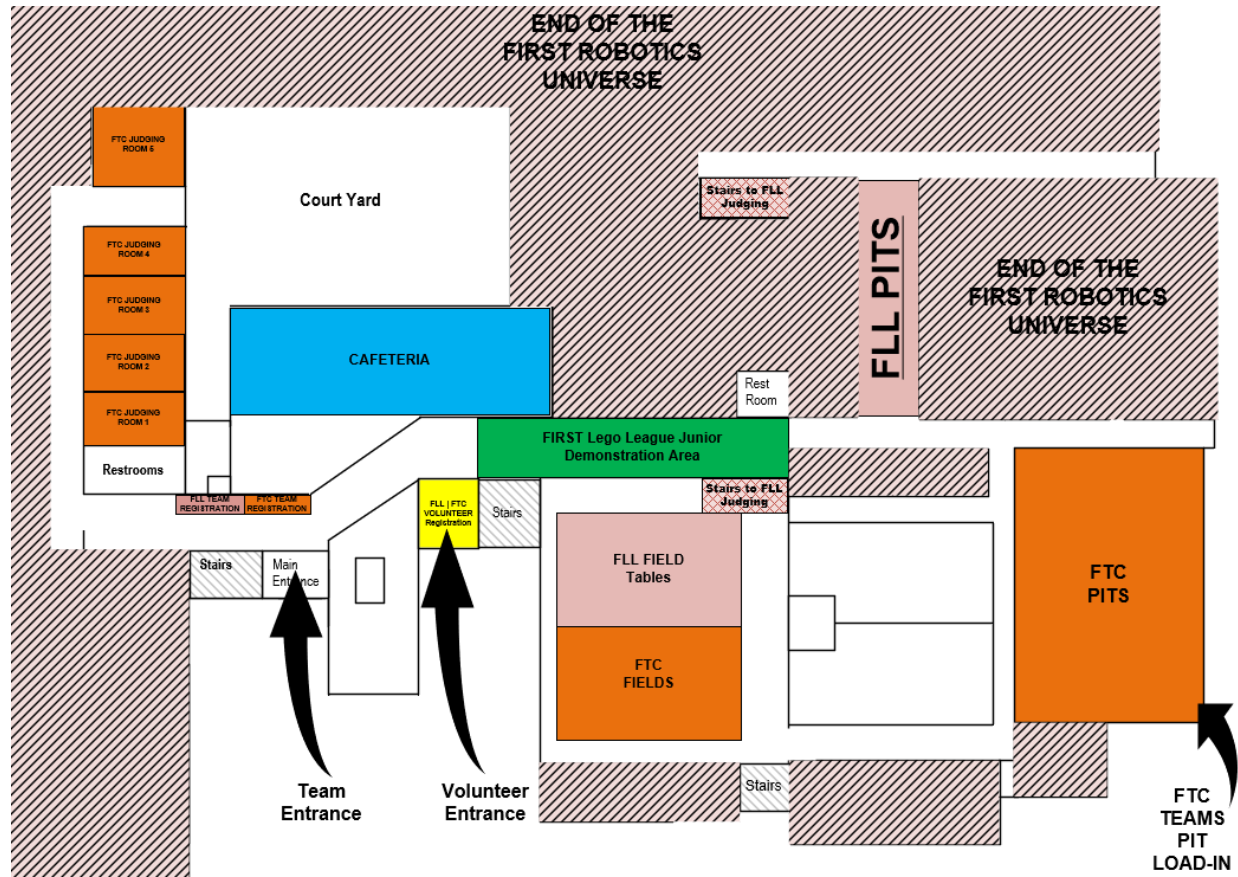 END OF THE
FIRST ROBOTICS
UNIVERSE
FTC JUDGING
ROOM 5
Court Yard
Stairs to FLL
Judging
FLL PITS
END OF THE
FIRST ROBOTICS
UNIVERSE
FTC JUDGING
ROOM 4
FTC JUDGING
ROOM 3
FTC JUDGING
ROOM 2
FTC JUDGING
ROOM 1
Restrooms
CAFETERIA
Rest
Room
FIRST Lego League Junior
Demonstration Area
FLL TEAM
REGISTRATION
FTC TEAM
REGISTRATION
FLL | FTC
VOLUNTEER
Registration
Stairs
Stairs to FLL
Judging
Stairs
Main
Entrance
FLL FIELD
Tables
FTC
FIELDS
FTC
PITS
Team
Entrance
Volunteer
Entrance
Stairs
FTC
TEAMS
PIT
LOAD-IN